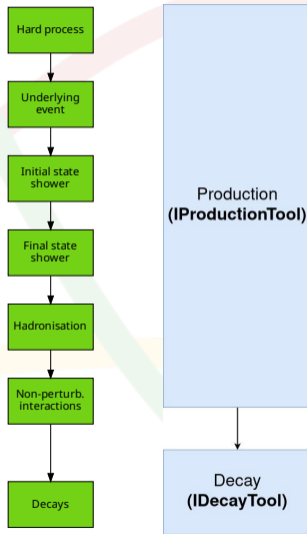 Hard process
Underlying
event
Initial state
shower
Final state
shower
Hadronisation
Non-perturb.
interactions
Decays
Production
(IProductionTool)
Decay
(IDecayTool)